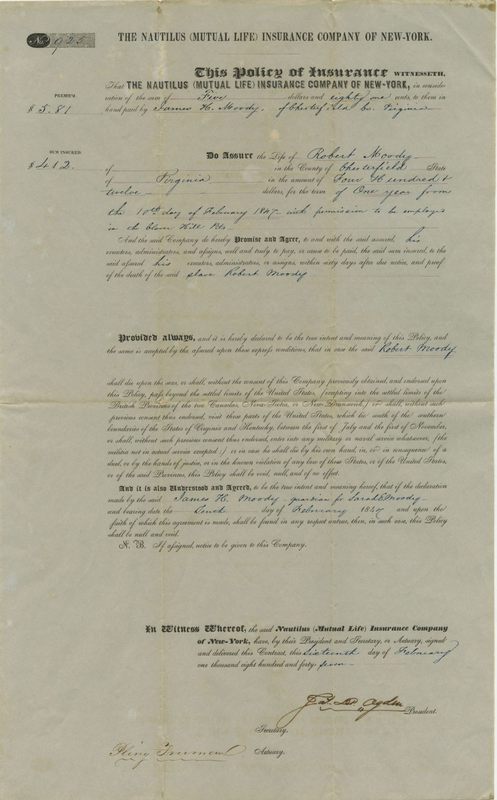 No 925
THE NAUTILUS (MUTUAL LIFE) INSURANCE COMPANY OF NEW-YORK.
This Policy of Insurance WITNESSETH,
PREMIUM
$ 5.81
That THE NAUTILUS (MUTUAL LIFE) INSURANCE COMPANY OF NEW-YORK, in consideration of the sum of Five dollars and eighty one cents, to them in
hand paid by James H. Moody, of Chesterfield Co. Virginia
SUM INSURED
$ 412
Do Assure the Life of Robert Moody
of in the County of Chesterfield State
of Virginia in the amount of Four Hundred &
twelve dollars, for the term of One year from
the 10th day of February 1847 with permission to be employed
in the Pits.
And the said Company do hereby Promise and Agree, to and with the said assured, his
executors, administrators, and assigns, well and truly to pay, or cause to be paid, the said sum insured, to the
said assured his executors, administrators, or assigns, within sixty days after due notice, and proof
of the death of the said slave Robert Moody
Provided always, and it is hereby declared to be the true intent and meaning of this Policy, and
the same is accepted by the assured upon these express conditions, that in case the said Robert Moody
shall die upon the seas, or shall, without the consent of this Company previously obtained, and endorsed upon
this Policy, pass beyond the settled limits of the United States, (excepting into the settled limits of the
British Provinces of the two Canadas, Nova-Scotia, or New-Brunswick,) or shall, without such
previous consent thus endorsed, visit those parts of the United States, which lie south of the southern
boundaries of the States of Virginia and Kentucky, between the first of July and the first of November,
or shall, without such previous consent thus endorsed, enter into any military or naval service whatsoever, (the
militia not in actual service excepted;) or in case he shall die by his own hand, in, or in consequence of a
duel, or by the hands of justice, or in the known violation of any law of these States, or of the United States,
or of the said Provinces, this Policy shall be void, null, and of no effect.
And it is also Understood and Agreed, to be the true intent and meaning hereof, that if the declaration
made by the said James H. Moody guardian for Sarah E Moody
and bearing date the day of February 1847 and upon the
faith of which this agreement is made, shall be found in any respect untrue, then, in such case, this Policy
shall be null and void.
N. B. If assigned, notice to be given to this Company.
In Witness Whereof, the said Nautilus (Mutual Life) Insurance Company
of New-York, have, by their President and Secretary, or Actuary, signed
and delivered this Contract, this Sixteenth day of February
one thousand eight hundred and forty-seven
Ogden
President.
Secretary.
Pliny Freeman Actuary.